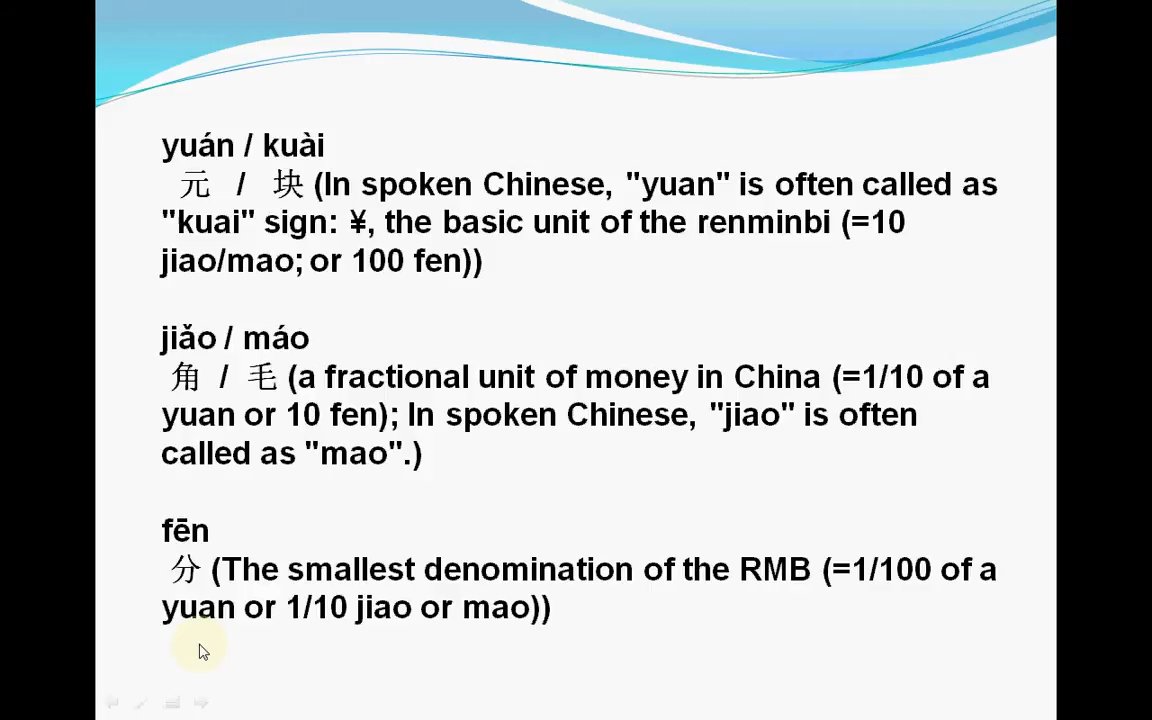 yuán / kuài
元 / 块 (In spoken Chinese, "yuan" is often called as
"kuai" sign: ¥, the basic unit of the renminbi (=10
jiao/mao; or 100 fen))
jiǎo / máo
角 / 毛 (a fractional unit of money in China (=1/10 of a
yuan or 10 fen); In spoken Chinese, "jiao" is often
called as "mao".)
fēn
分 (The smallest denomination of the RMB (=1/100 of a
yuan or 1/10 jiao or mao))